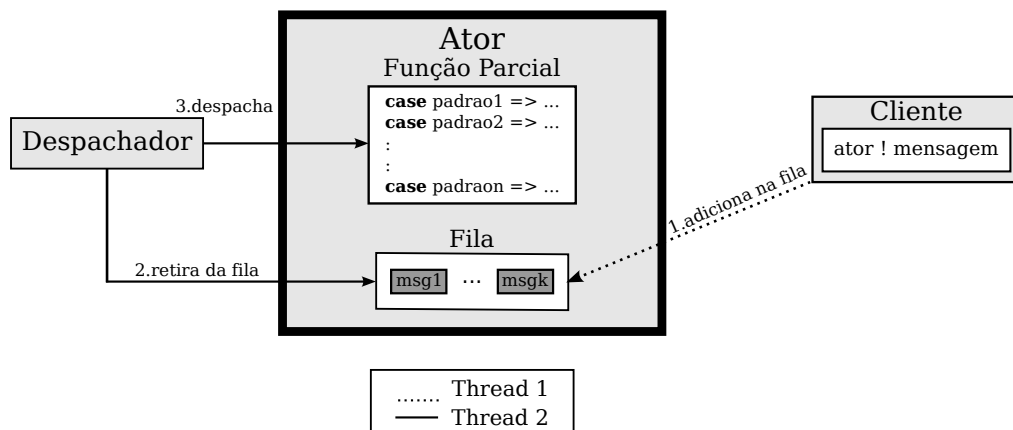 Ator
Função Parcial
case padrao1 => ...
case padrao2 => ...
:
:
case padraon => ...
3.despacha
Despachador
Cliente
ator ! mensagem
1.adiciona na fila
Fila
2.retira da fila
msg1 ... msgk
Thread 1
Thread 2